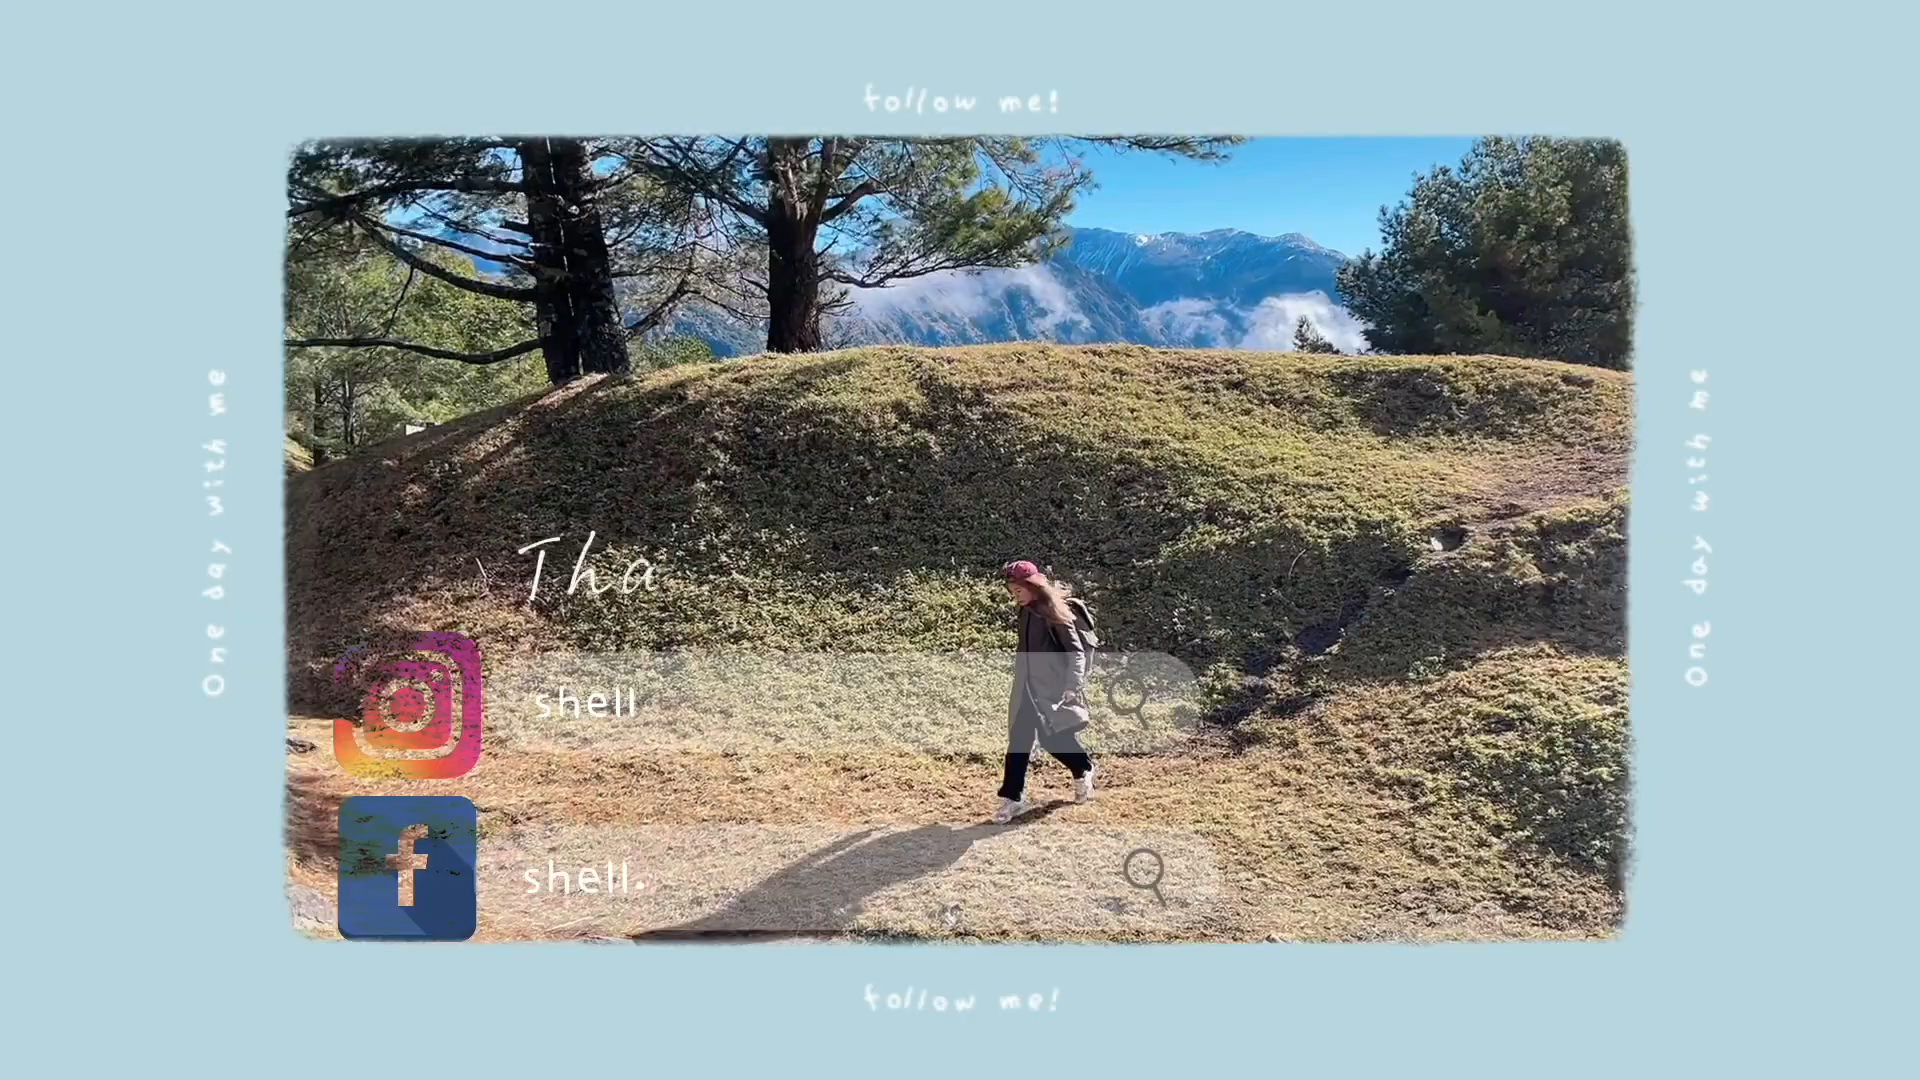 follow me!
One day with me
One day with me
Tha
shell
shell.
follow me!